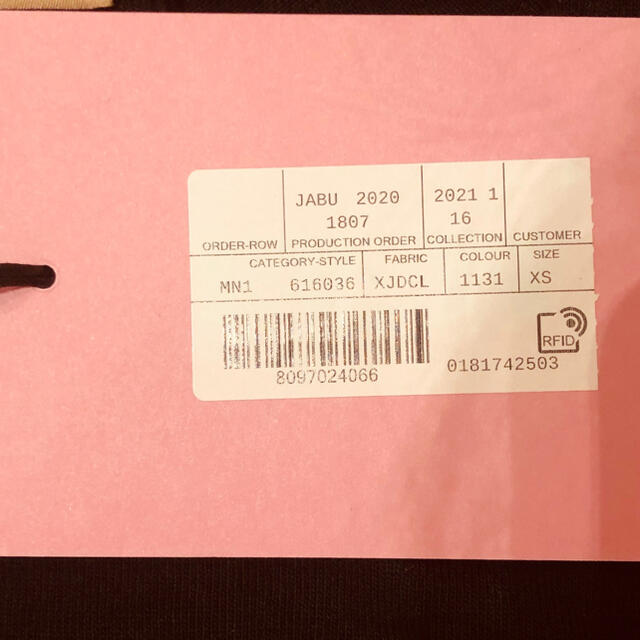 JABU 2020 2021 1
1807 16
ORDER-ROW PRODUCTION ORDER COLLECTION CUSTOMER
CATEGORY-STYLE FABRIC COLOUR SIZE
MN1 616036 XJDCL 1131 XS
RFID
8097024066 0181742503